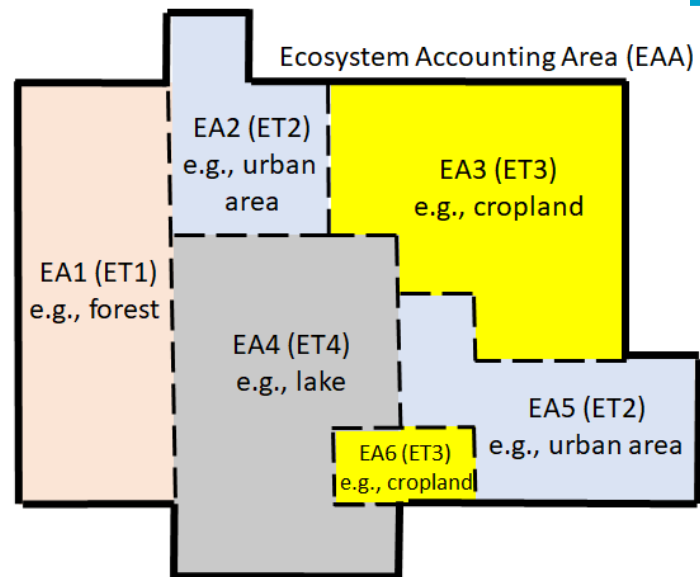 Ecosystem Accounting Area (EAA)
EA2 (ET2)
e.g., urban
area
EA3 (ET3)
e.g., cropland
EA1 (ET1)
e.g., forest
EA4 (ET4)
e.g., lake
EA5 (ET2)
e.g., urban area
EA6 (ET3)
e.g., cropland